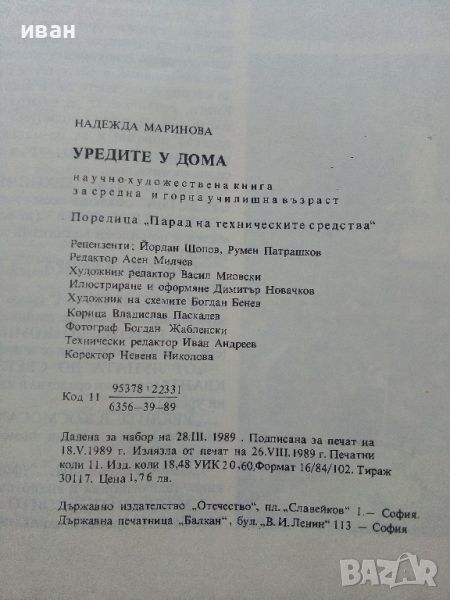 иван
НАДЕЖДА МАРИНОВА
УРЕДИТЕ У ДОМА
научнохудожествена книга
за средна и горна училищна възраст
Поредица „Парад на техническите средства“
Рецензенти: Йордан Шопов, Румен Патрашков
Редактор Асен Милчев
Художник редактор Васил Миовски
Илюстриране и оформяне Димитър Новачков
Художник на схемите Богдан Бенев
Корица Владислав Паскалев
Фотограф Богдан Жабленски
Технически редактор Иван Андреев
Коректор Невена Николова
95378 22331
Код 11
6356-39-89
Дадена за набор на 28.III. 1989 . Подписана за печат на
18.V.1989 г. Излязла от печат на 26.VIII.1989 г. Печатни
коли 11. Изд. коли 18,48 УИК 20,60, Формат 16/84/102. Тираж
30117. Цена 1,76 лв.
Държавно издателство „Отечество“, пл. „Славейков“ 1.— София.
Държавна печатница „Балкан“, бул. „В. И. Ленин“ 113 — София
BAZAR